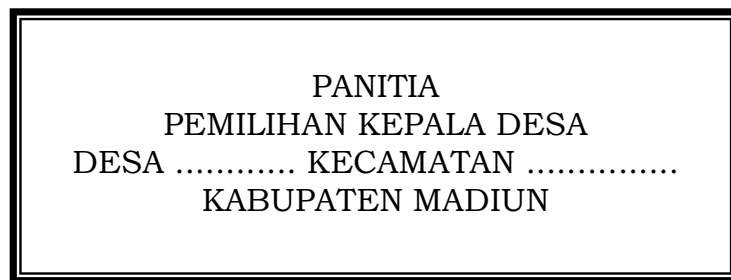 PANITIA
PEMILIHAN KEPALA DESA
DESA ………… KECAMATAN ……………
KABUPATEN MADIUN